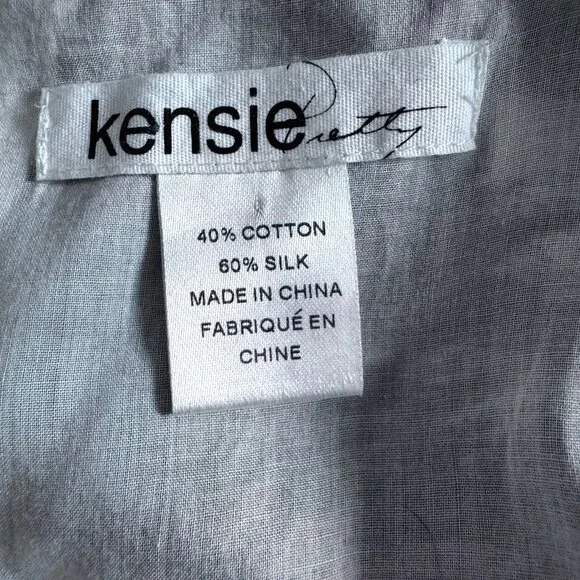 kensie Pretty
40% COTTON
60% SILK
MADE IN CHINA
FABRIQUÉ EN
CHINE